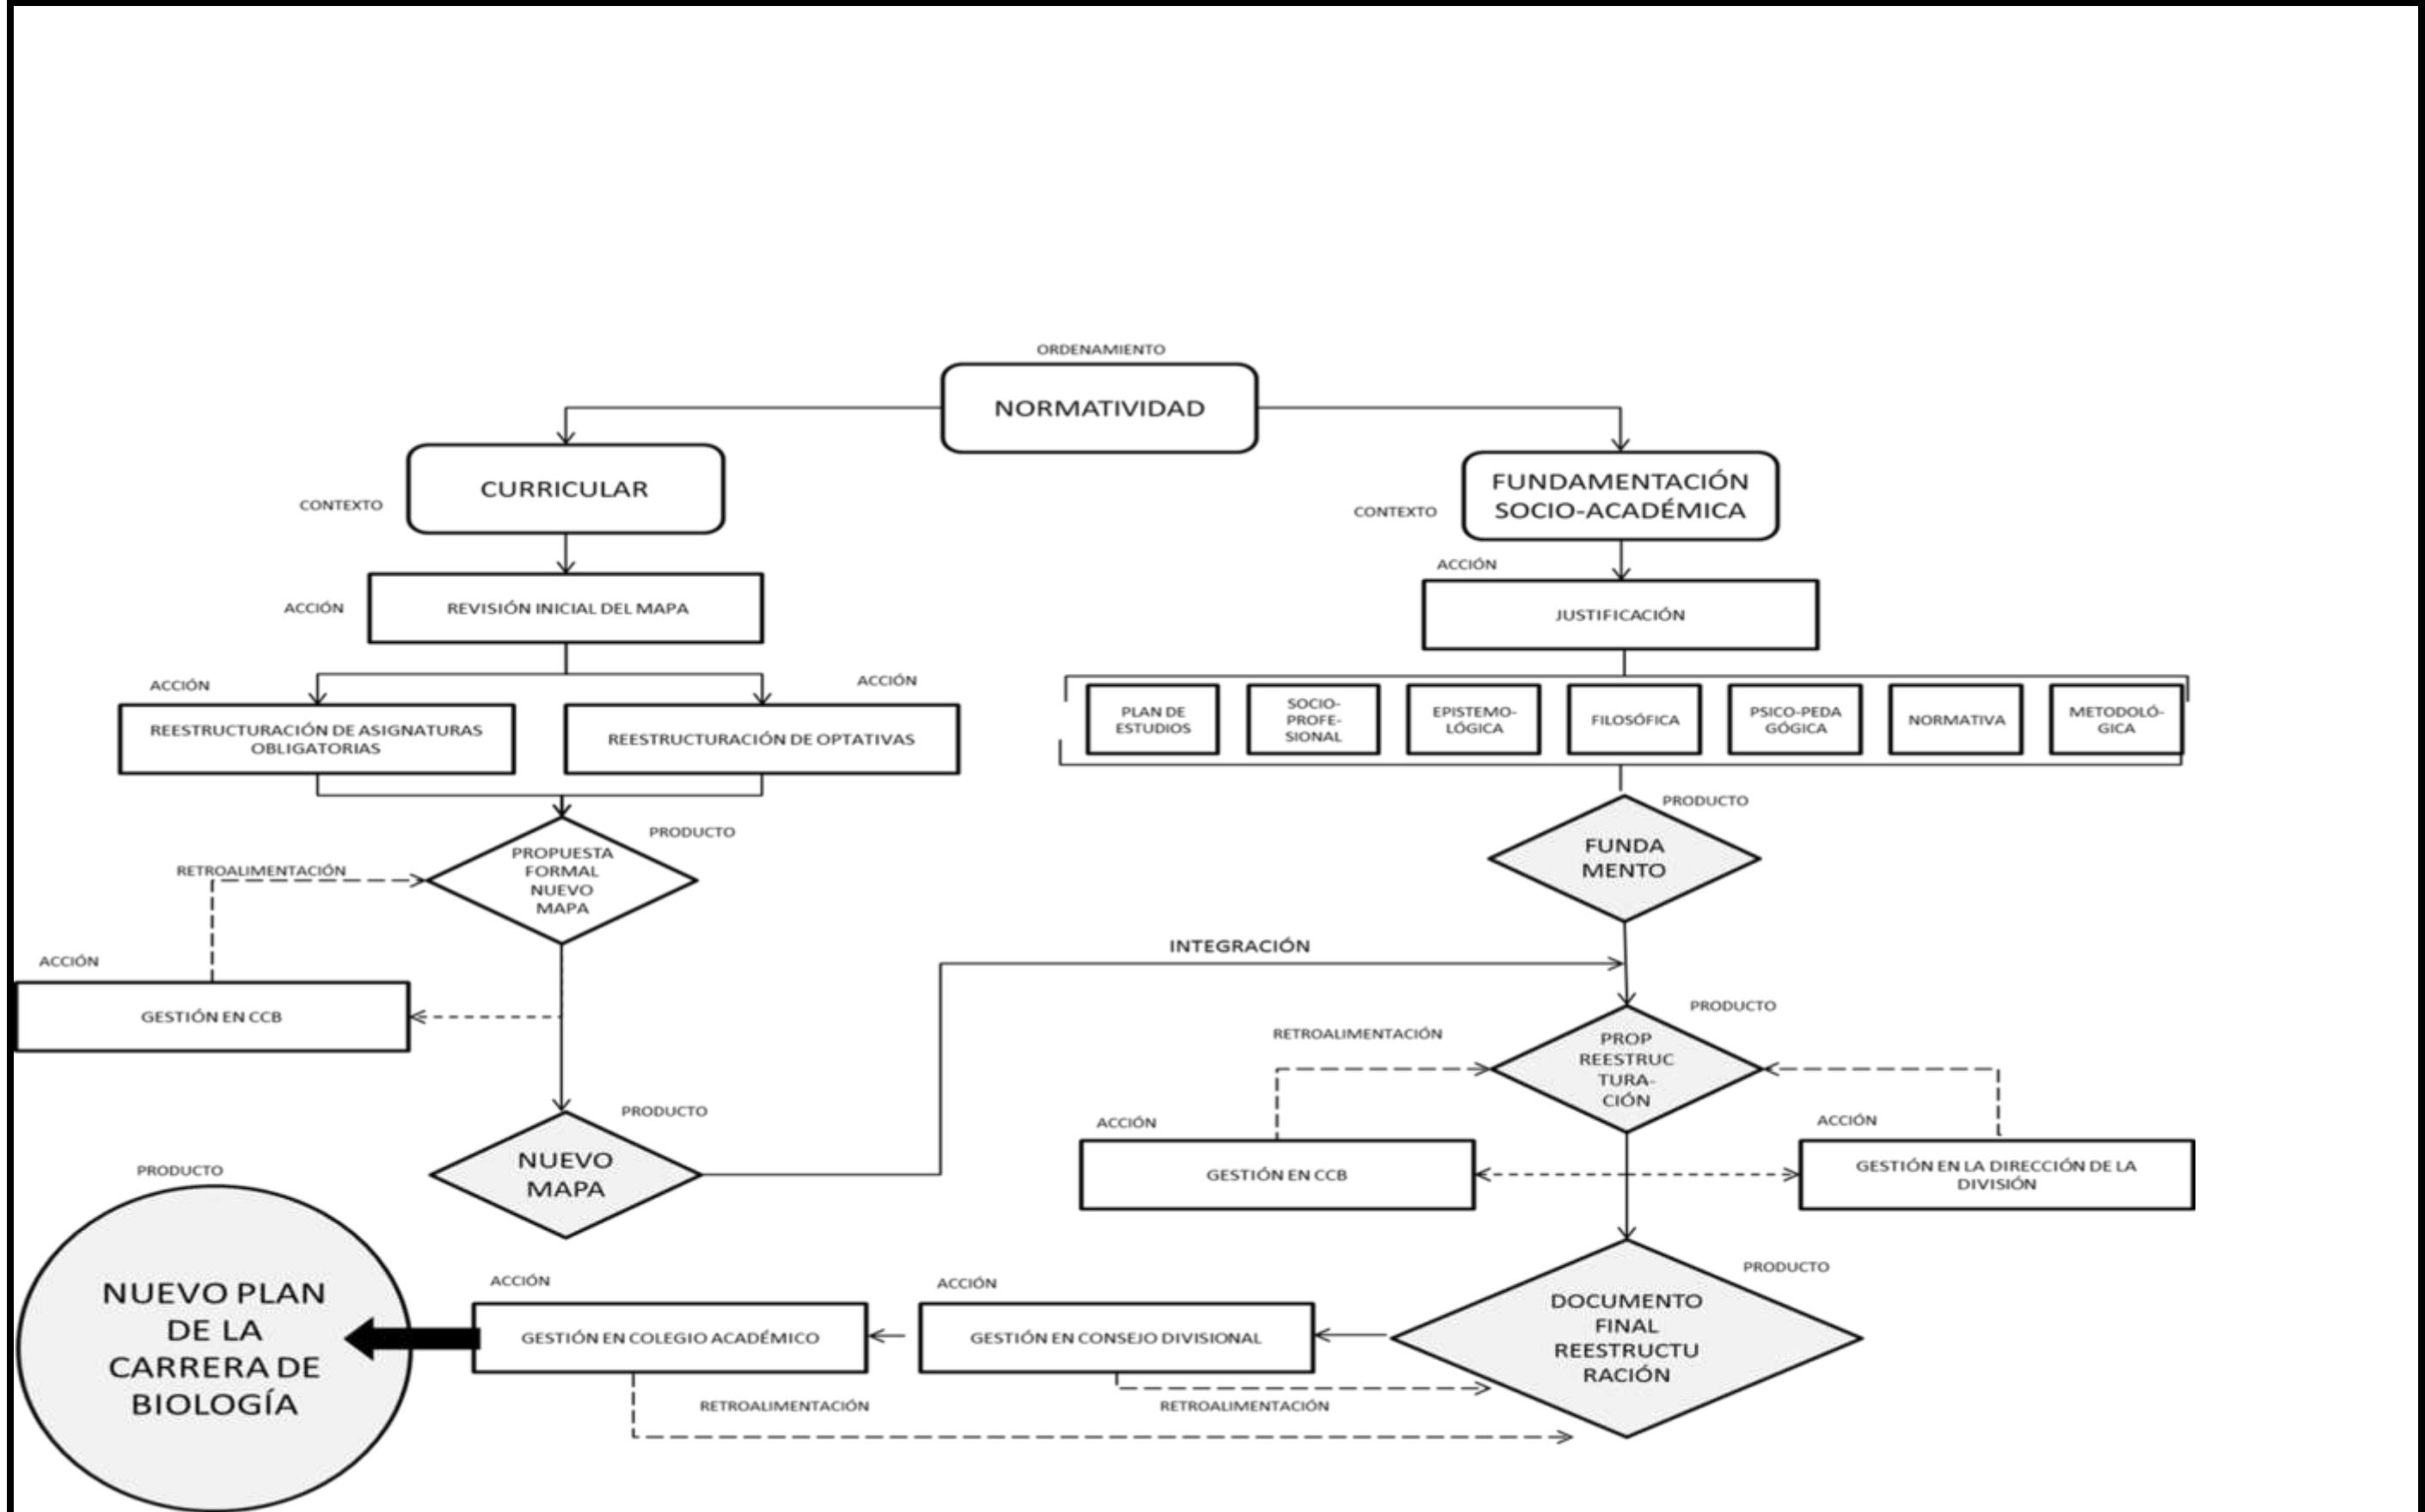 ORDENAMIENTO
NORMATIVIDAD
CONTEXTO
CURRICULAR
CONTEXTO
FUNDAMENTACIÓN
SOCIO-ACADÉMICA
ACCIÓN
REVISIÓN INICIAL DEL MAPA
ACCIÓN
JUSTIFICACIÓN
ACCIÓN
REESTRUCTURACIÓN DE ASIGNATURAS
OBLIGATORIAS
ACCIÓN
REESTRUCTURACIÓN DE OPTATIVAS
PLAN DE
ESTUDIOS
SOCIO-
PROFE-
SIONAL
EPISTEMO-
LÓGICA
FILOSÓFICA
PSICO-PEDA
GÓGICA
NORMATIVA
METODOLÓ-
GICA
PRODUCTO
PROPUESTA
FORMAL
NUEVO
MAPA
PRODUCTO
FUNDA
MENTO
RETROALIMENTACIÓN
ACCIÓN
GESTIÓN EN CCB
INTEGRACIÓN
PRODUCTO
PROP
REESTRUC
TURA-
CIÓN
RETROALIMENTACIÓN
ACCIÓN
GESTIÓN EN CCB
ACCIÓN
GESTIÓN EN LA DIRECCIÓN DE LA
DIVISIÓN
PRODUCTO
NUEVO
MAPA
PRODUCTO
NUEVO PLAN
DE LA
CARRERA DE
BIOLOGÍA
ACCIÓN
GESTIÓN EN COLEGIO ACADÉMICO
ACCIÓN
GESTIÓN EN CONSEJO DIVISIONAL
PRODUCTO
DOCUMENTO
FINAL
REESTRUCTU
RACIÓN
RETROALIMENTACIÓN
RETROALIMENTACIÓN